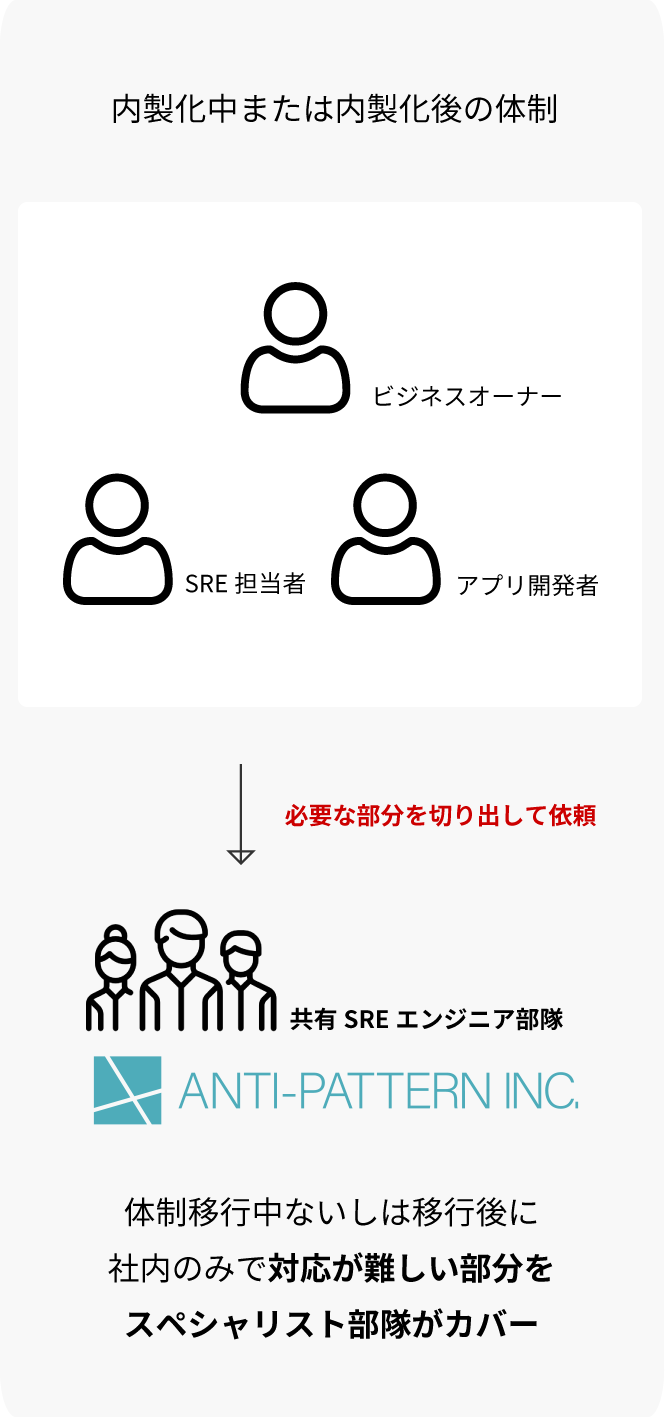 内製化中または内製化後の体制
ビジネスオーナー
SRE 担当者
アプリ開発者
必要な部分を切り出して依頼
共有 SRE エンジニア部隊
ANTI-PATTERN INC.
体制移行中ないしは移行後に
社内のみで対応が難しい部分を
スペシャリスト部隊がカバー